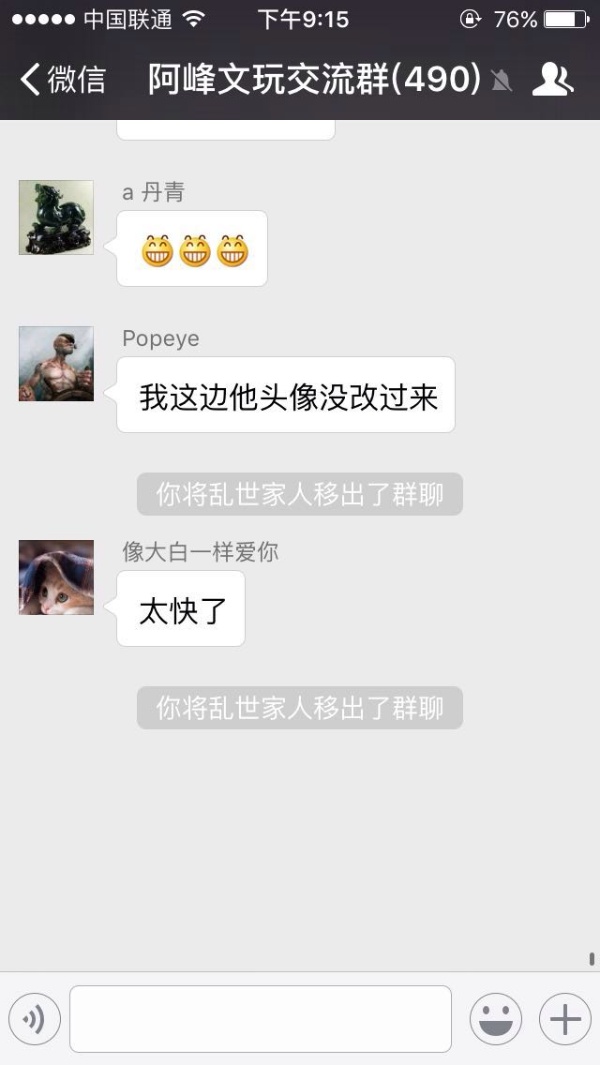 中国联通 下午9:15 76%
微信 阿峰文玩交流群(490)
a 丹青
Popeye
我这边他头像没改过来
你将乱世家人移出了群聊
像大白一样爱你
太快了
你将乱世家人移出了群聊